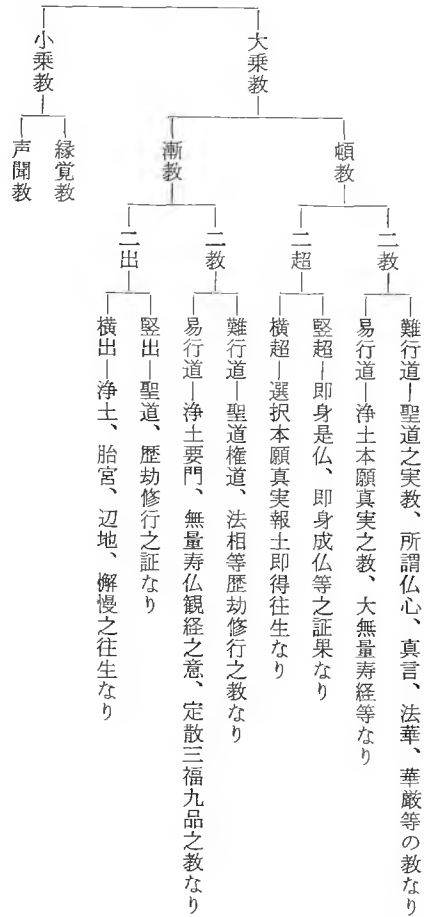 大乗教
頓教
二教
難行道―聖道之実教、所謂仏心、真言、法華、華厳等の教なり
易行道―浄土本願真実之教、大無量寿経等なり
二超
竪超―即身是仏、即身成仏等之証果なり
横超―選択本願真実報土即得往生なり
漸教
二教
難行道―聖道権道、法相等歴劫修行之教なり
易行道―浄土要門、無量寿仏観経之意、定散三福九品之教なり
二出
竪出―聖道、歴劫修行之証なり
横出―浄土、胎宮、辺地、懈慢之往生なり
小乗教
縁覚教
声聞教